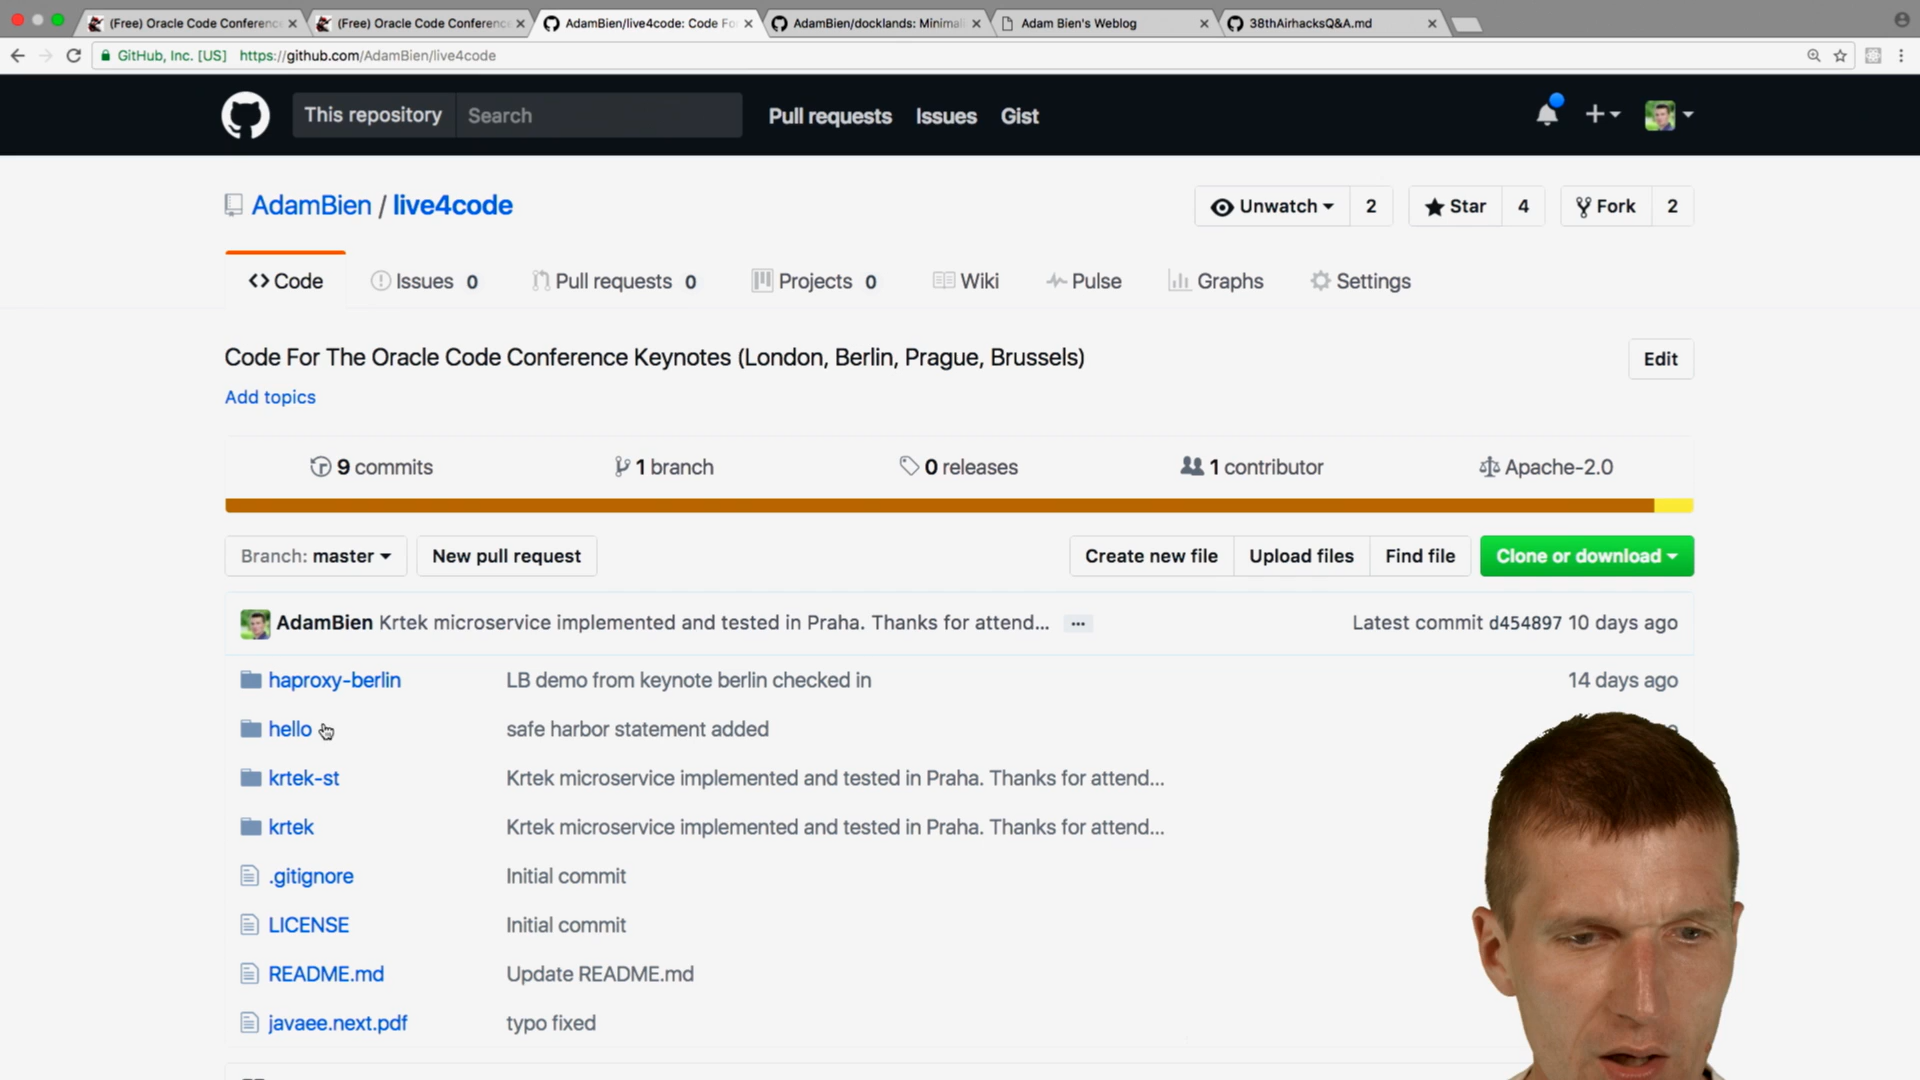 (Free) Oracle Code Conference
(Free) Oracle Code Conference
AdamBien/live4code: Code Fo
AdamBien/docklands: Minimal
Adam Bien's Weblog
38thAirhacksQ&A.md
GitHub, Inc. [US] https://github.com/AdamBien/live4code
This repository Search Pull requests Issues Gist
AdamBien / live4code
Unwatch 2 Star 4 Fork 2
Code Issues 0 Pull requests 0 Projects 0 Wiki Pulse Graphs Settings
Code For The Oracle Code Conference Keynotes (London, Berlin, Prague, Brussels) Edit
Add topics
9 commits 1 branch 0 releases 1 contributor Apache-2.0
Branch: master New pull request Create new file Upload files Find file Clone or download
AdamBien Krtek microservice implemented and tested in Praha. Thanks for attend... ... Latest commit d454897 10 days ago
haproxy-berlin LB demo from keynote berlin checked in 14 days ago
hello safe harbor statement added
krtek-st Krtek microservice implemented and tested in Praha. Thanks for attend...
krtek Krtek microservice implemented and tested in Praha. Thanks for attend...
.gitignore Initial commit
LICENSE Initial commit
README.md Update README.md
javaee.next.pdf typo fixed